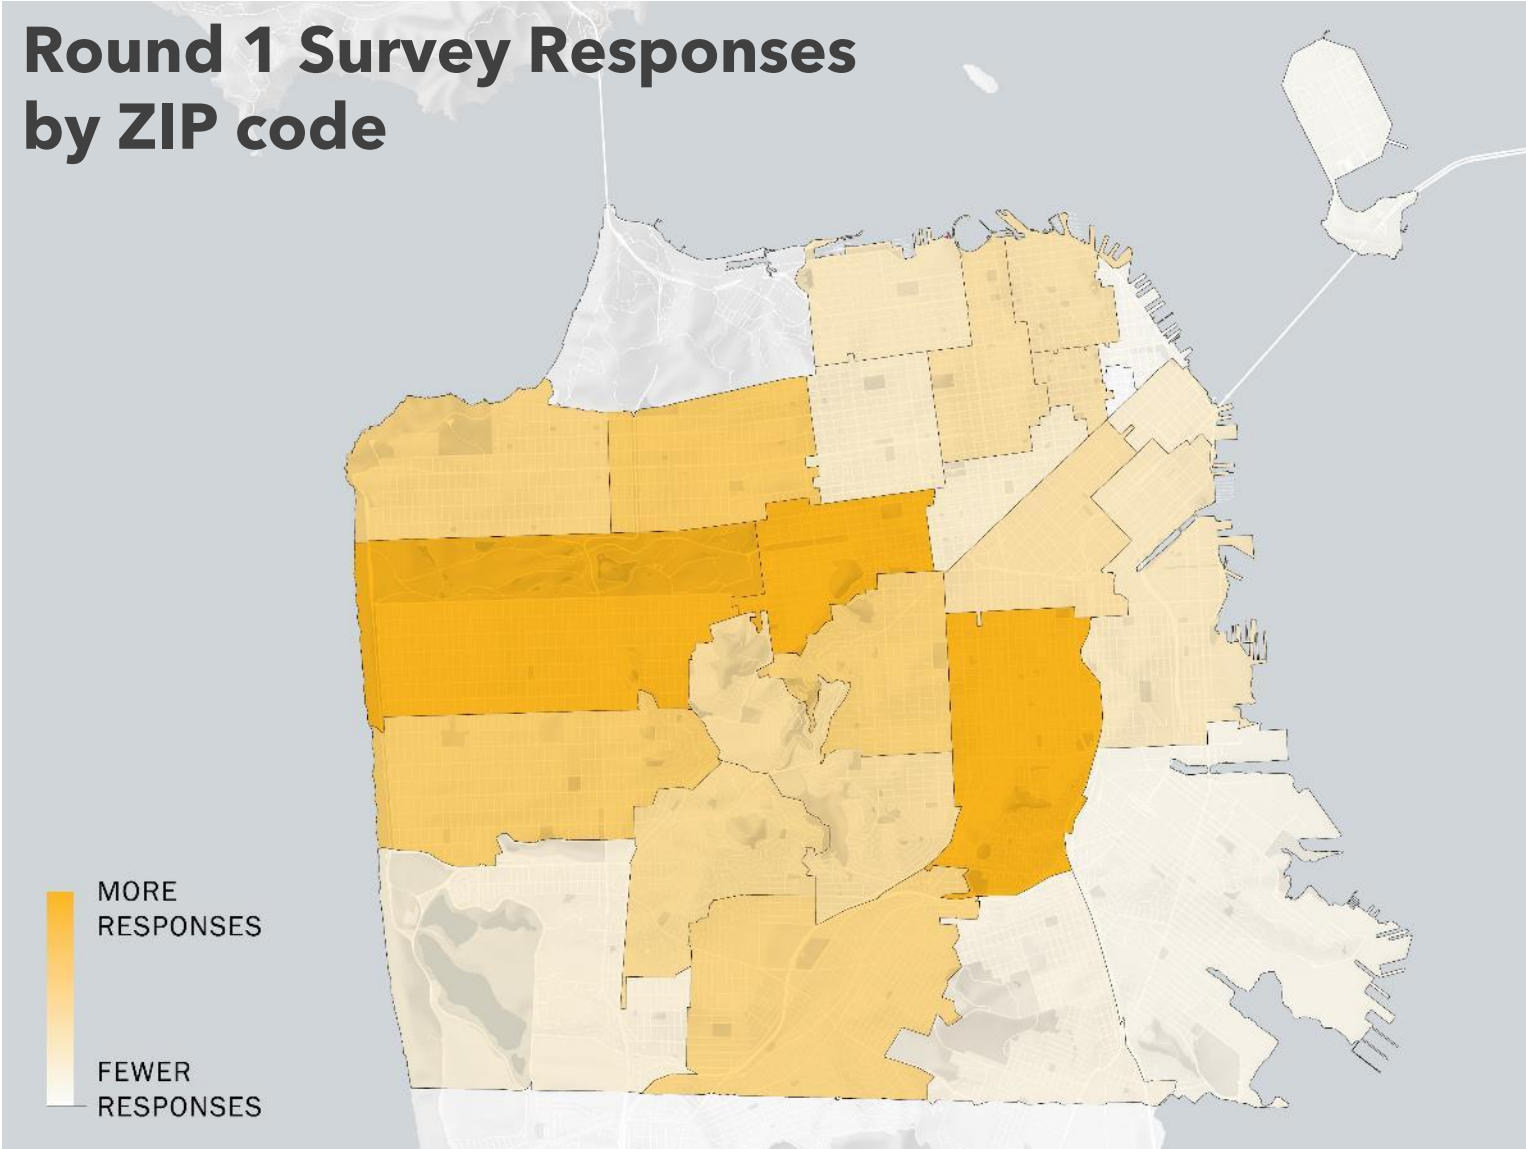 Round 1 Survey Responses
by ZIP code
MORE
RESPONSES
FEWER
RESPONSES